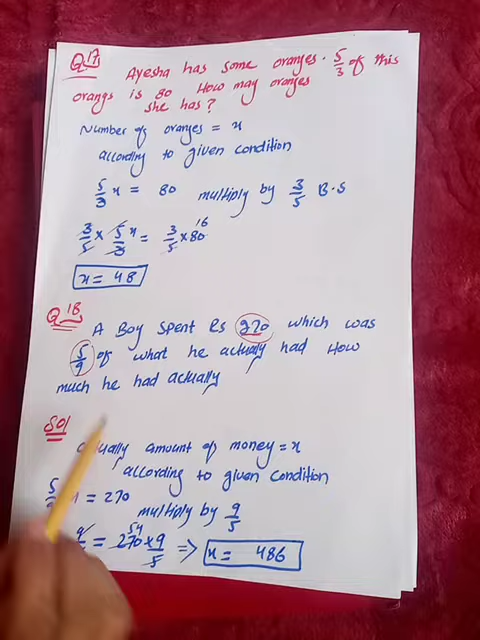 Q17
Ayesha has some oranges. 5/3 of this
orangs is 80 How may oranges
she has?
Number of oranges = x
according to given condition
5/3 x = 80 multiply by 3/5 B.S
3/5 × 5/3 x = 3/5 × 80 16
x = 48
Q 18
A Boy spent Rs 270 which was
5/9 of what he actually had How
much he had actually
Sol
amount of money = x
according to given condition
= 270
multiply by 9/5
= 270 54 × 9/5 ⇒ x = 486